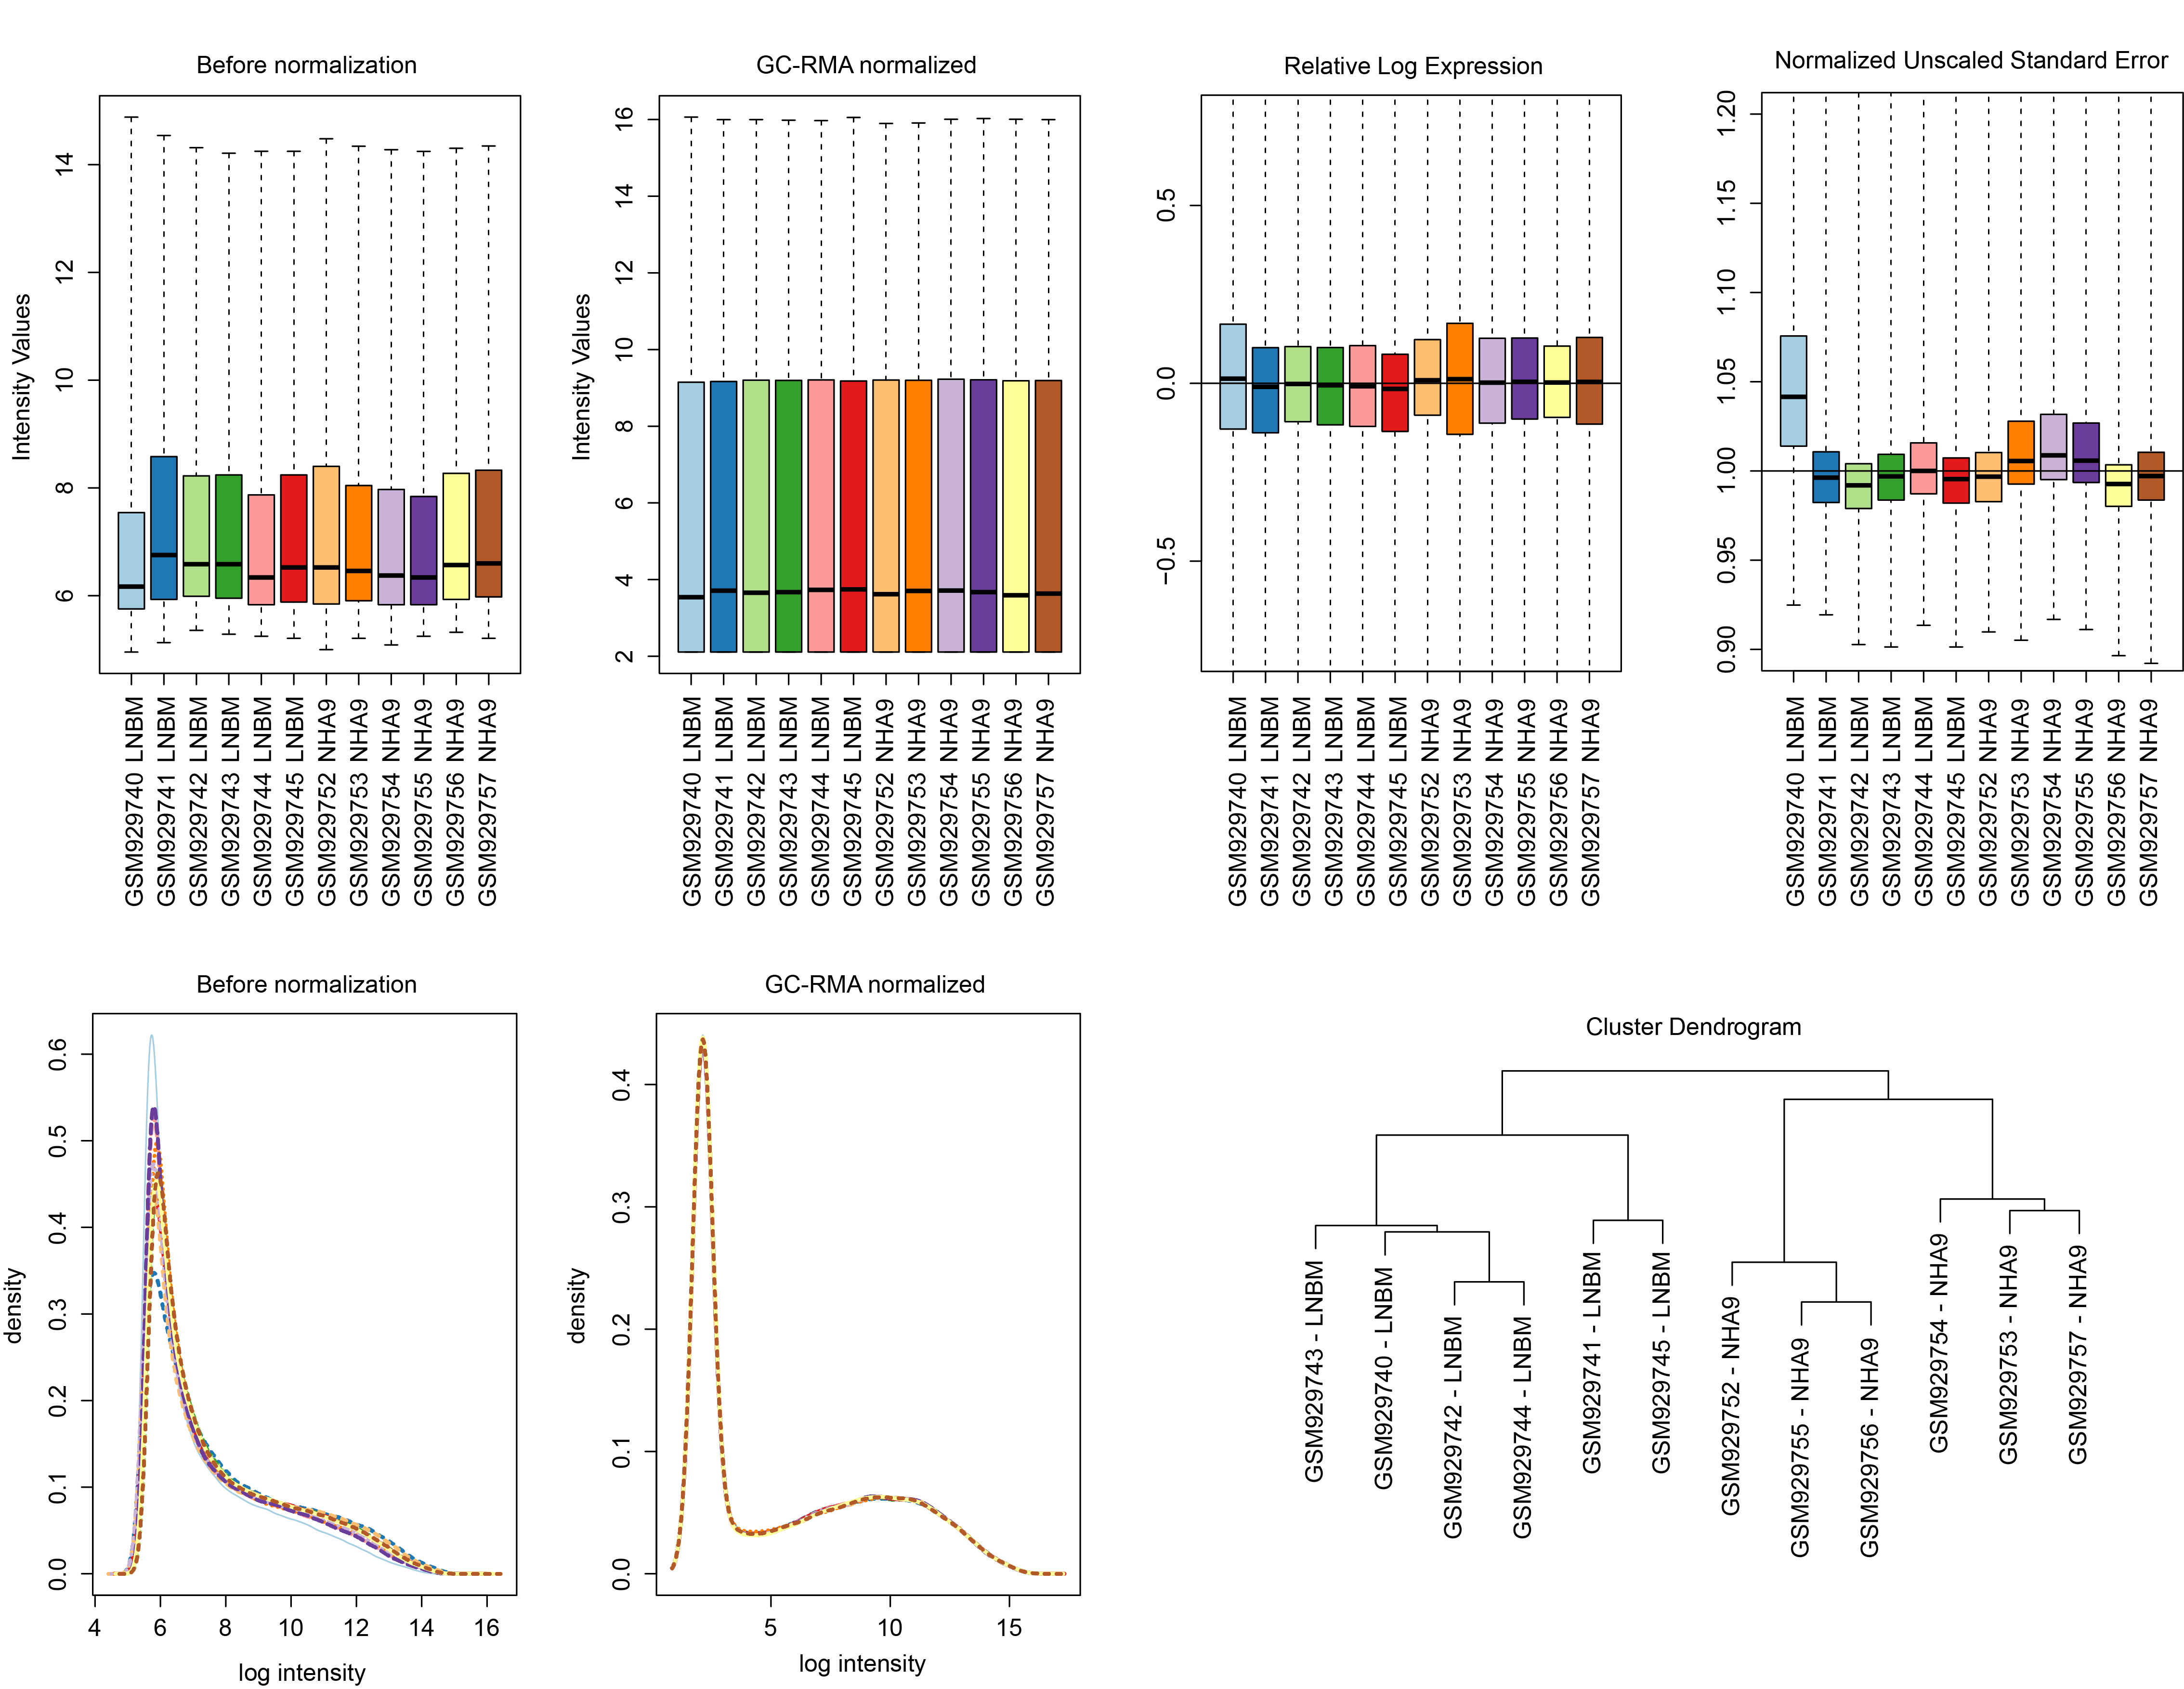 Before normalization
Intensity Values
14
12
10
8
6
GSM929740 LNBM
GSM929741 LNBM
GSM929742 LNBM
GSM929743 LNBM
GSM929744 LNBM
GSM929745 LNBM
GSM929752 NHA9
GSM929753 NHA9
GSM929754 NHA9
GSM929755 NHA9
GSM929756 NHA9
GSM929757 NHA9
GC-RMA normalized
Intensity Values
16
14
12
10
8
6
4
2
GSM929740 LNBM
GSM929741 LNBM
GSM929742 LNBM
GSM929743 LNBM
GSM929744 LNBM
GSM929745 LNBM
GSM929752 NHA9
GSM929753 NHA9
GSM929754 NHA9
GSM929755 NHA9
GSM929756 NHA9
GSM929757 NHA9
Relative Log Expression
0.5
0.0
−0.5
GSM929740 LNBM
GSM929741 LNBM
GSM929742 LNBM
GSM929743 LNBM
GSM929744 LNBM
GSM929745 LNBM
GSM929752 NHA9
GSM929753 NHA9
GSM929754 NHA9
GSM929755 NHA9
GSM929756 NHA9
GSM929757 NHA9
Normalized Unscaled Standard Error
1.20
1.15
1.10
1.05
1.00
0.95
0.90
GSM929740 LNBM
GSM929741 LNBM
GSM929742 LNBM
GSM929743 LNBM
GSM929744 LNBM
GSM929745 LNBM
GSM929752 NHA9
GSM929753 NHA9
GSM929754 NHA9
GSM929755 NHA9
GSM929756 NHA9
GSM929757 NHA9
Before normalization
density
0.6
0.5
0.4
0.3
0.2
0.1
0.0
4 6 8 10 12 14 16
log intensity
GC-RMA normalized
density
0.4
0.3
0.2
0.1
0.0
5 10 15
log intensity
Cluster Dendrogram
GSM929743 - LNBM
GSM929740 - LNBM
GSM929742 - LNBM
GSM929744 - LNBM
GSM929741 - LNBM
GSM929745 - LNBM
GSM929752 - NHA9
GSM929755 - NHA9
GSM929756 - NHA9
GSM929754 - NHA9
GSM929753 - NHA9
GSM929757 - NHA9